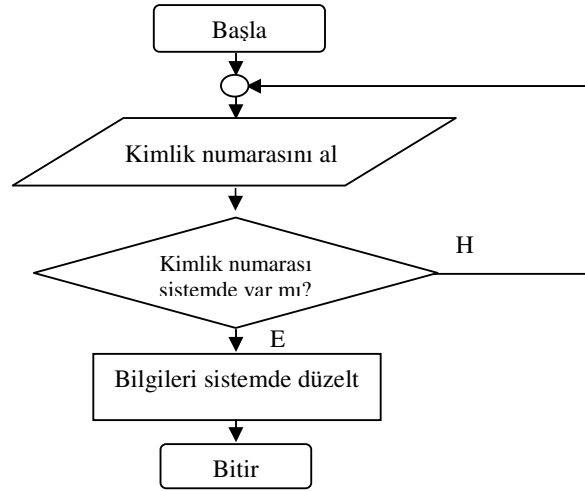 Başla
Kimlik numarasını al
H
Kimlik numarası
sistemde var mı?
E
Bilgileri sistemde düzelt
Bitir